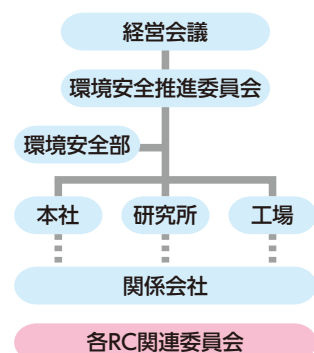 経営会議
環境安全推進委員会
環境安全部
本社 研究所 工場
関係会社
各RC関連委員会